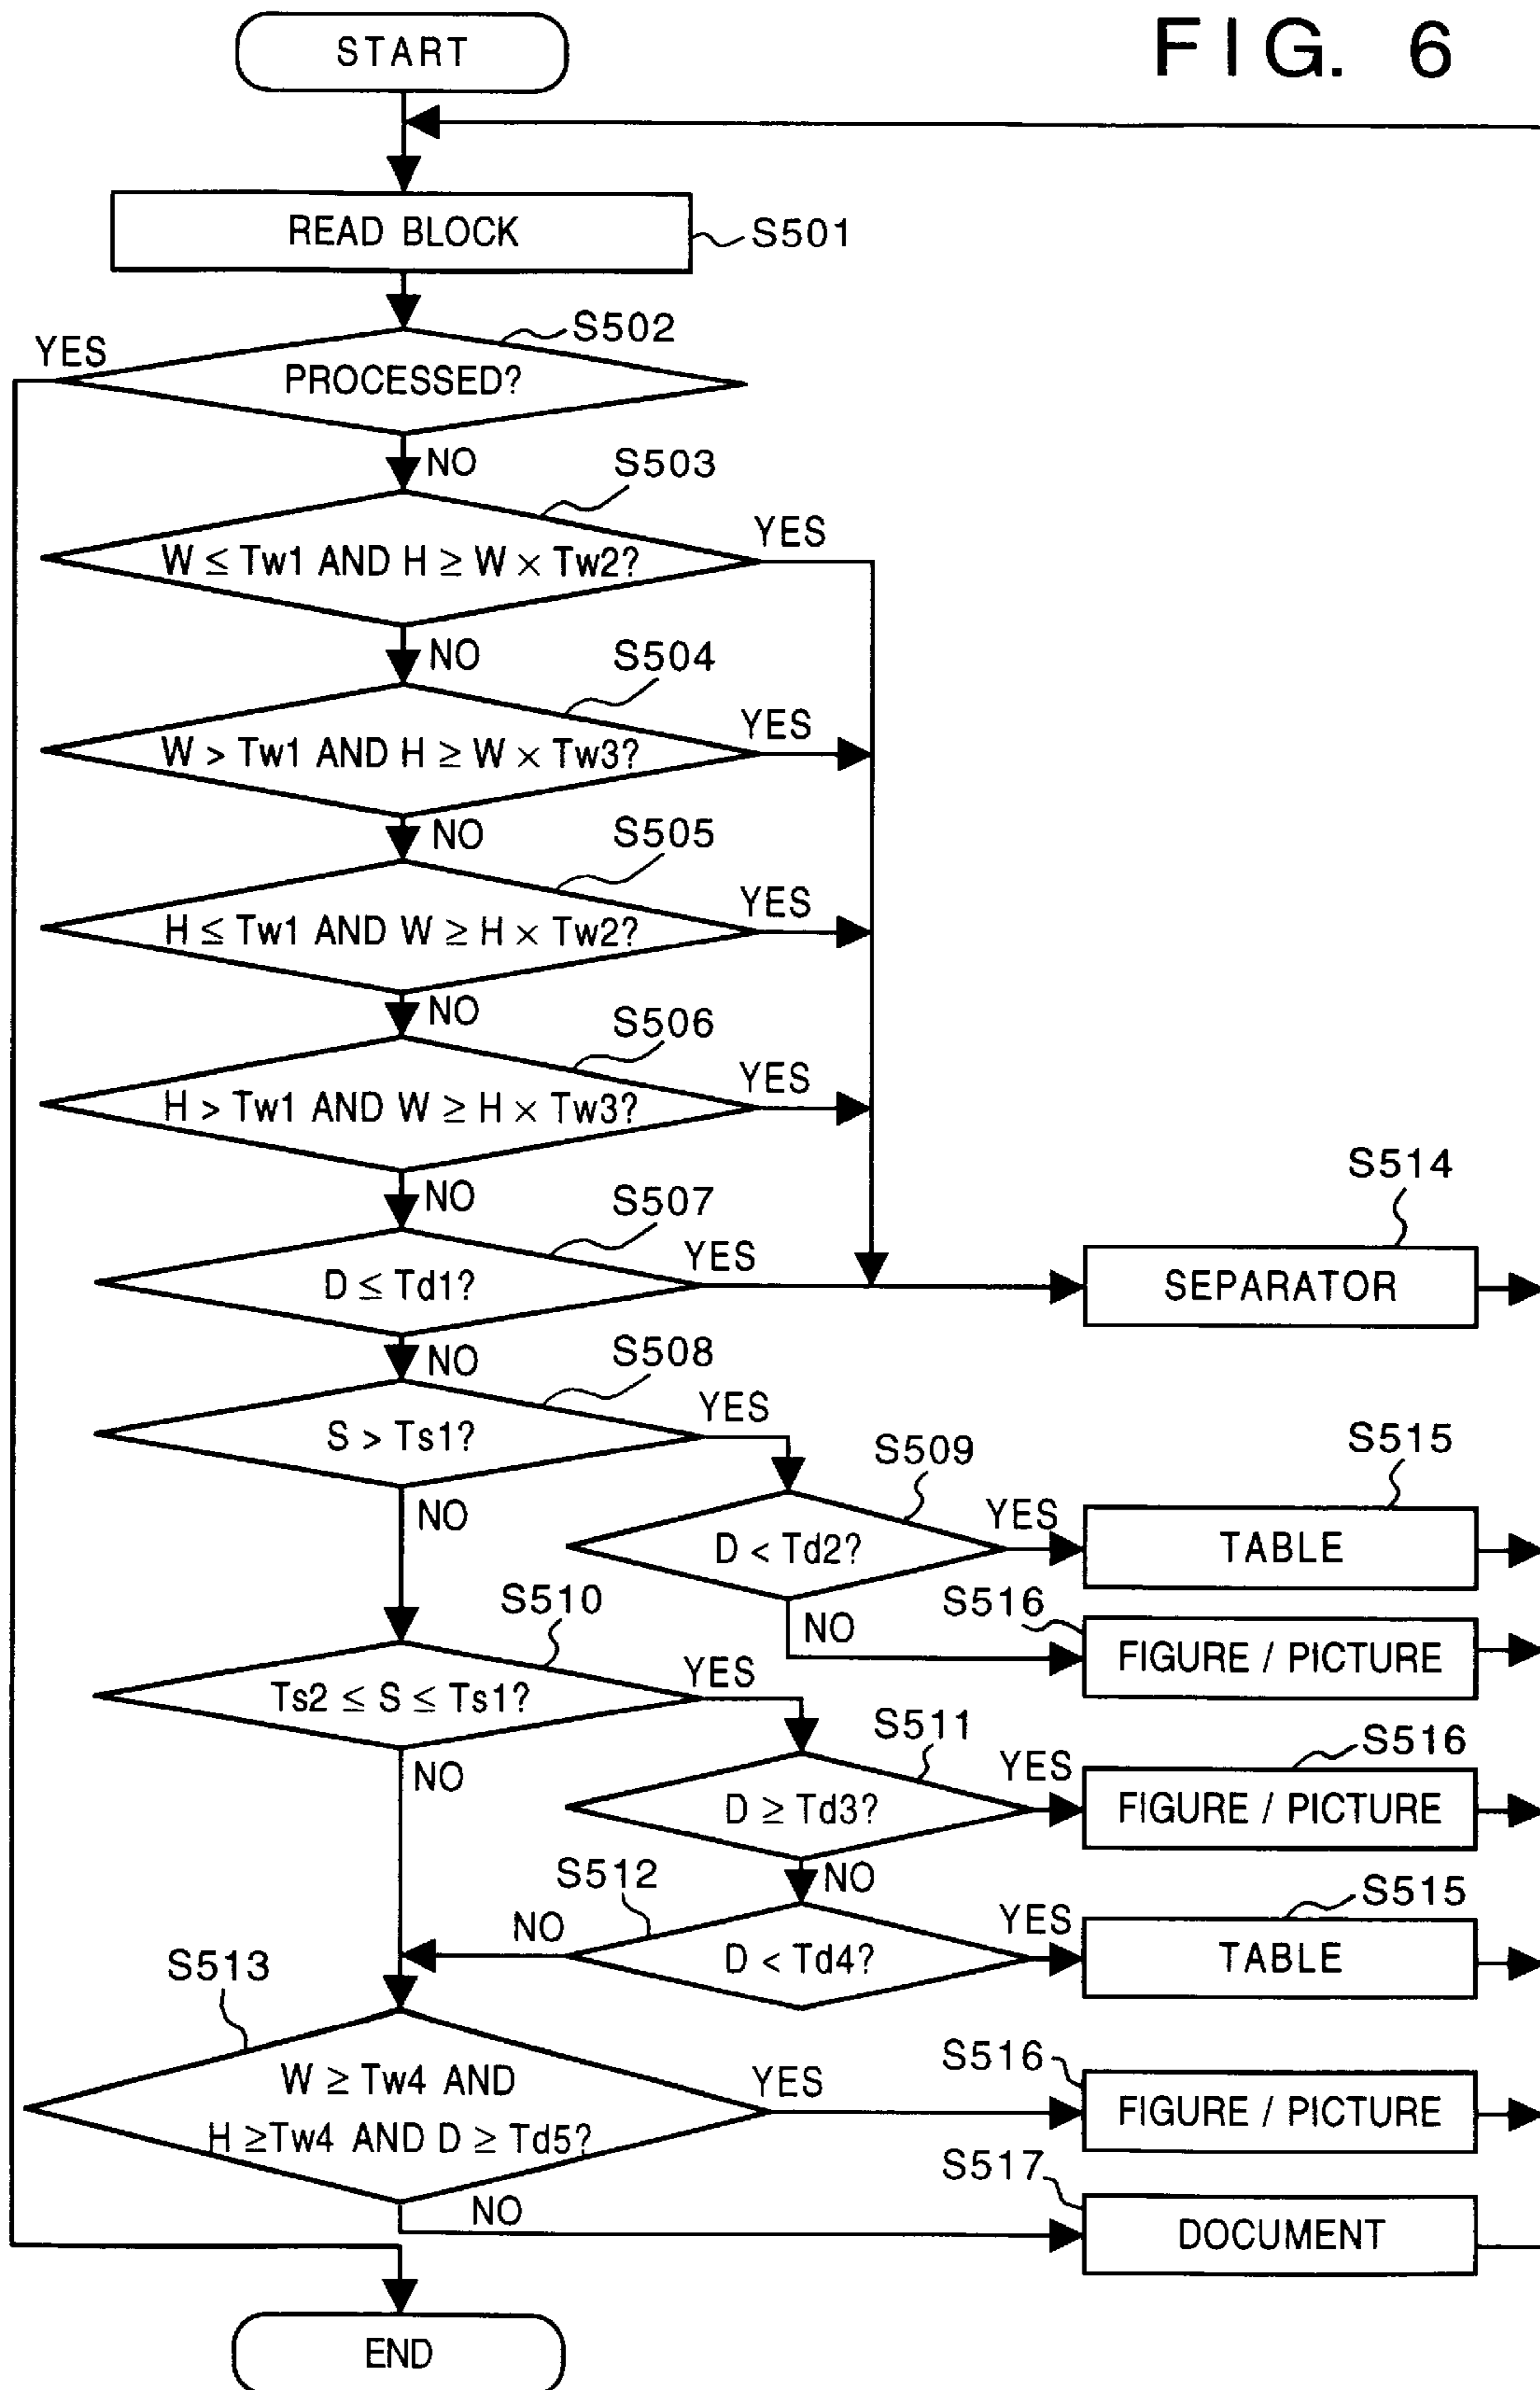 FIG. 6
START
READ BLOCK
S501
S502
YES
PROCESSED?
NO
S503
YES
W ≤ Tw1 AND H ≥ W × Tw2?
NO
S504
YES
W > Tw1 AND H ≥ W × Tw3?
NO
S505
YES
H ≤ Tw1 AND W ≥ H × Tw2?
NO
S506
YES
H > Tw1 AND W ≥ H × Tw3?
NO
S507
YES
D ≤ Td1?
S514
SEPARATOR
NO
S508
YES
S > Ts1?
NO
S509
YES
D < Td2?
S515
TABLE
NO
S516
FIGURE / PICTURE
S510
YES
Ts2 ≤ S ≤ Ts1?
NO
S511
YES
D ≥ Td3?
S516
FIGURE / PICTURE
NO
S512
NO
YES
D < Td4?
S515
TABLE
S513
W ≥ Tw4 AND
H ≥Tw4 AND D ≥ Td5?
YES
S516
FIGURE / PICTURE
NO
S517
DOCUMENT
END